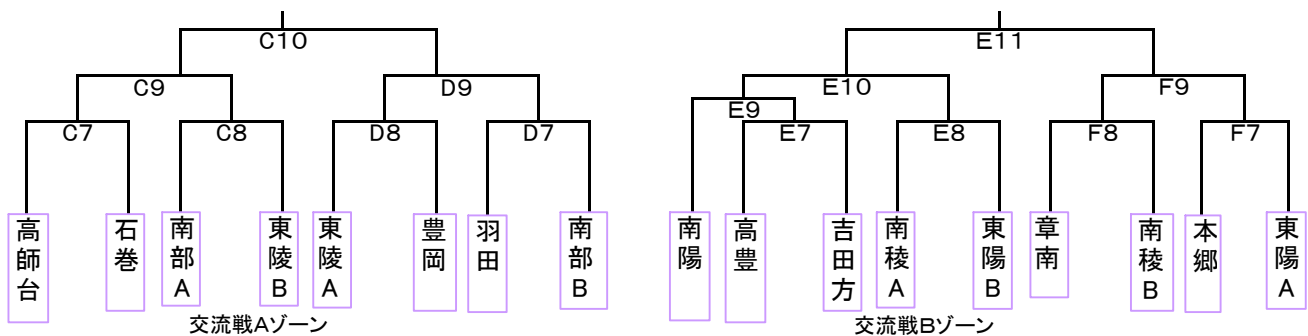 C10
E11
C9
D9
E10
F9
E9
C7
C8
D8
D7
E7
E8
F8
F7
高師台
石巻
南部A
東陵B
東陵A
豊岡
羽田
南部B
南陽
高豊
吉田方
南稜A
東陽B
章南
南稜B
本郷
東陽A
交流戦Aゾーン
交流戦Bゾーン